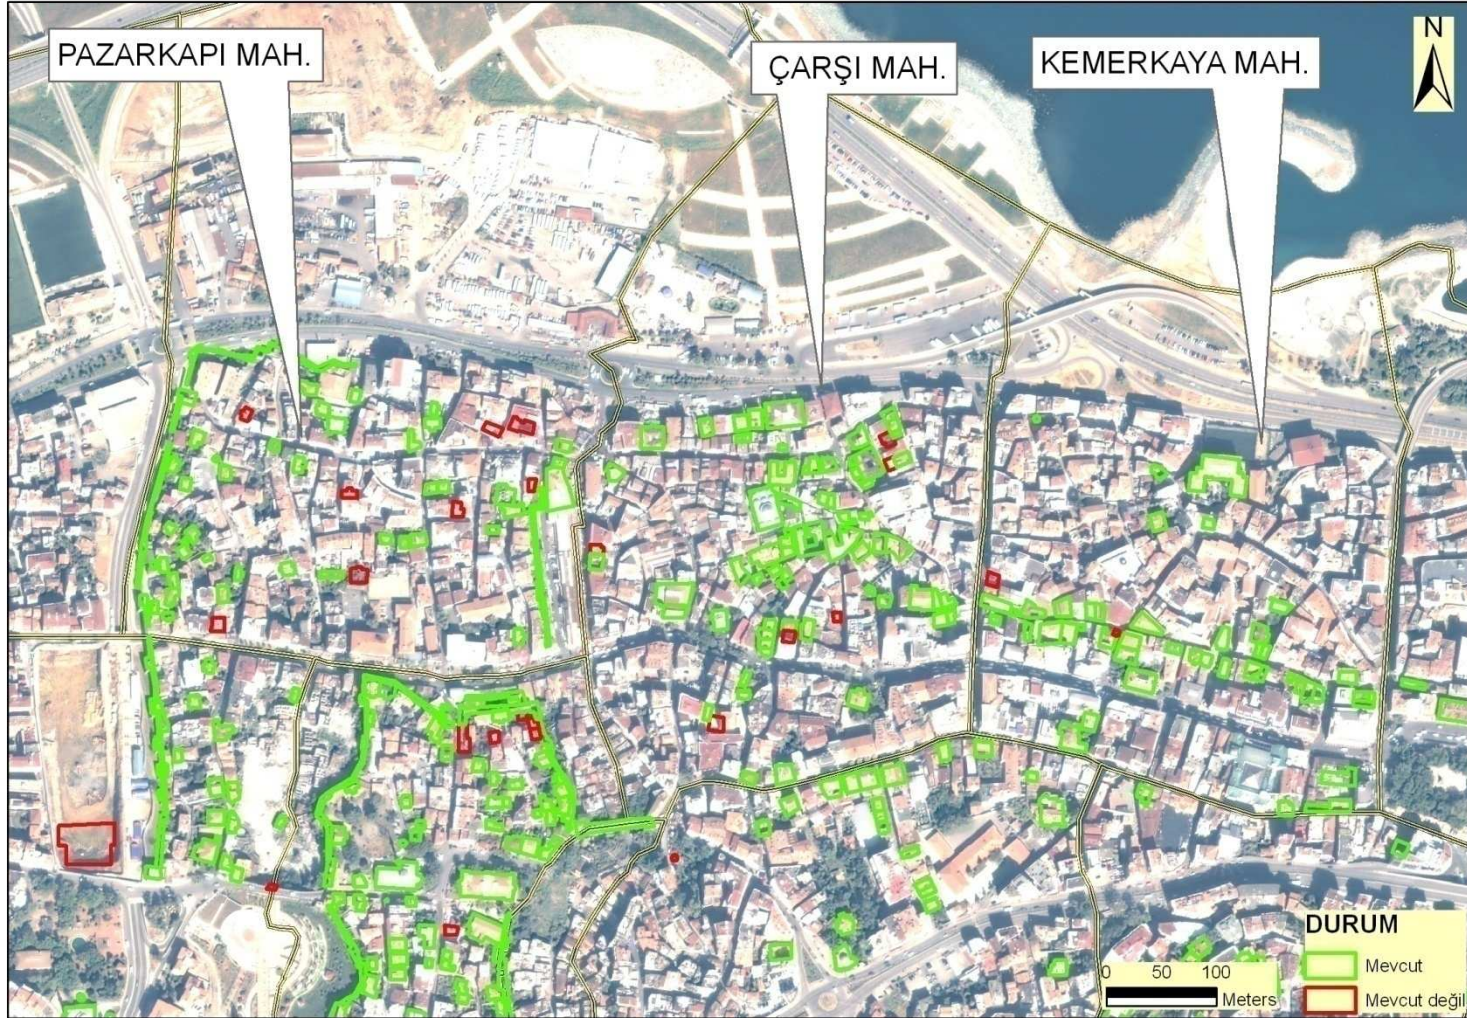 PAZARKAPI MAH.
ÇARŞI MAH.
KEMERKAYA MAH.
N
DURUM
Mevcut
Mevcut değil
0 50 100
Meters